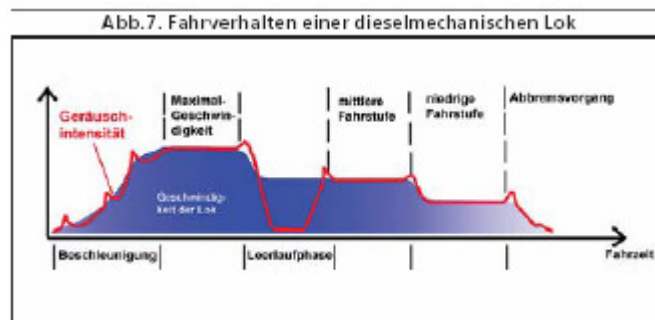 Abb.7. Fahrverhalten einer dieselmechanischen Lok
Geräusch-
intensität
Maximal-
Geschwin-
digkeit
mittlere
Fahrstufe
niedrige
Fahrstufe
Abbremsvorgang
Geschwindig-
keit der Lok
Beschleunigung
Leerlaufphase
Fahrzeit